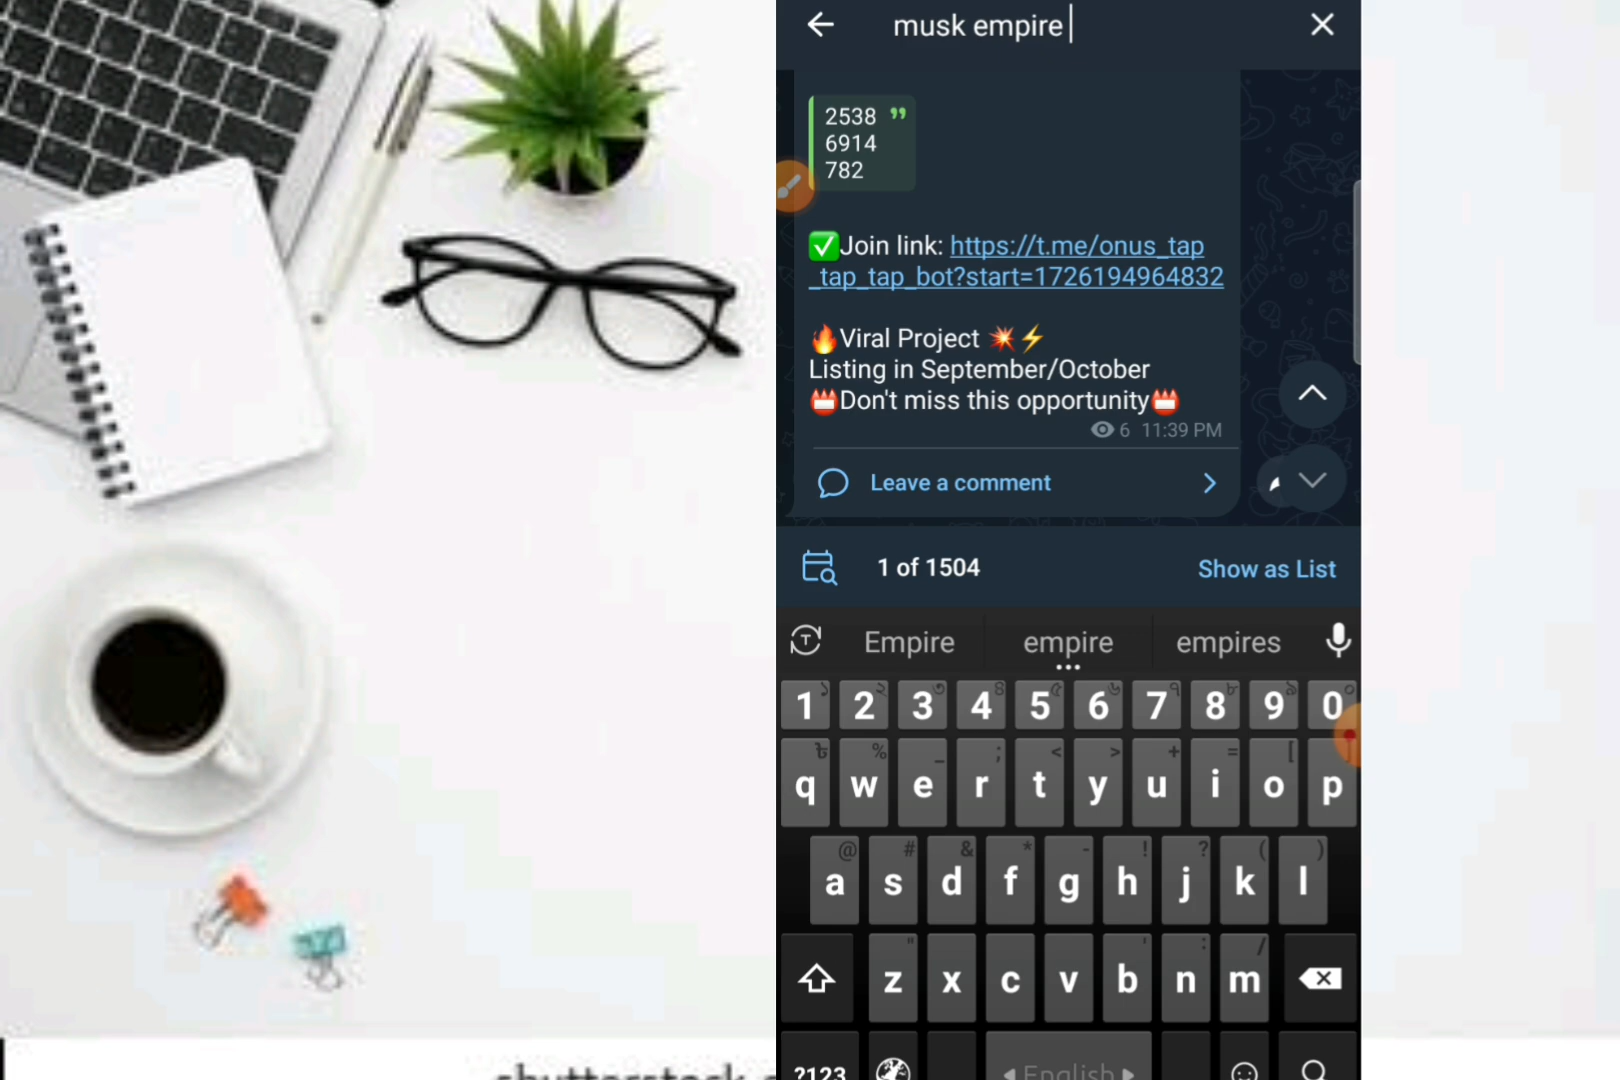 musk empire
2538
6914
782
✅Join link: https://t.me/onus_tap
_tap_tap_bot?start=1726194964832
🔥Viral Project 💥⚡
Listing in September/October
📛Don't miss this opportunity📛
6 11:39 PM
Leave a comment
1 of 1504
Show as List
Empire empire empires
1 2 3 4 5 6 7 8 9 0
q w e r t y u i o p
a s d f g h j k l
z x c v b n m
?123
English